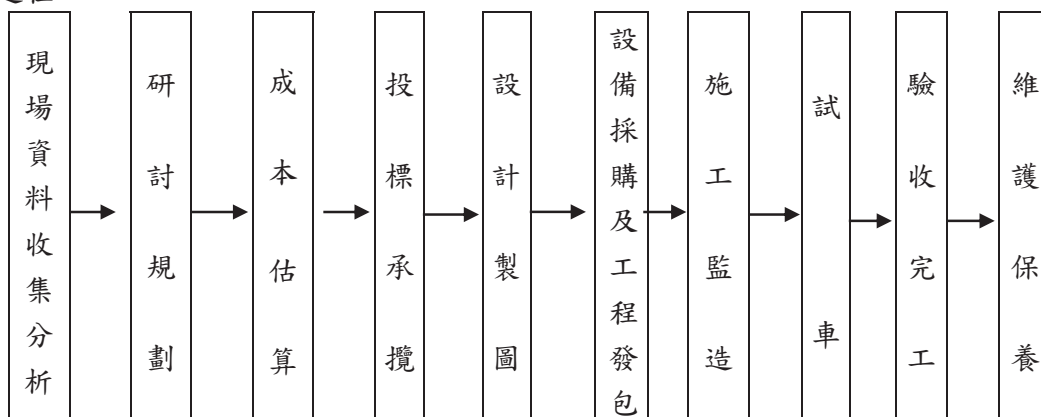 現場資料收集分析
研討規劃
成本估算
投標承攬
設計製圖
設備採購及工程發包
施工監造
試車
驗收完工
維護保養